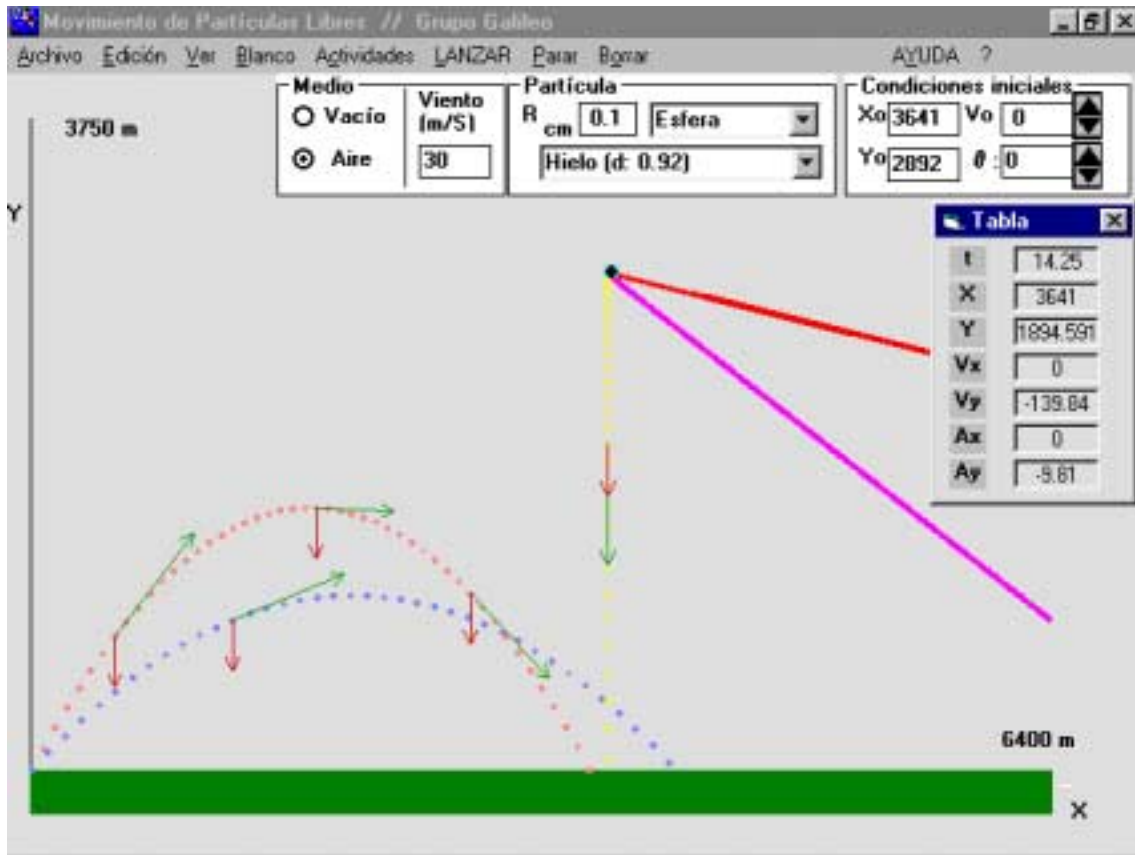 Movimiento de Partículas Libres // Grupo Galileo
Archivo Edición Ver Blanco Actividades LANZAR Parar Borrar AYUDA ?
Medio
Vacío
Aire
Viento
(m/S)
30
Partícula
R cm 0.1 Esfera
Hielo (d: 0.92)
Condiciones iniciales
Xo 3641 Vo 0
Yo 2892 θ : 0
3750 m
Y
Tabla
t 14.25
X 3641
Y 1894.591
Vx 0
Vy -139.84
Ax 0
Ay -9.81
6400 m
X